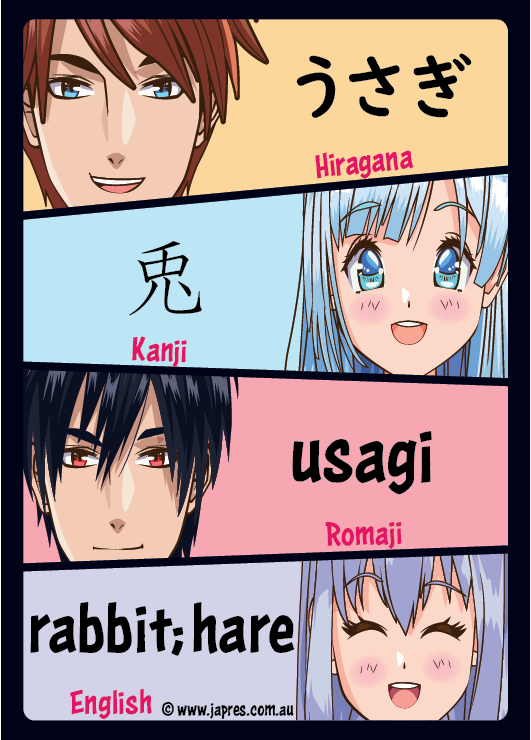 うさぎ
Hiragana
兎
Kanji
usagi
Romaji
rabbit; hare
English © www.japres.com.au